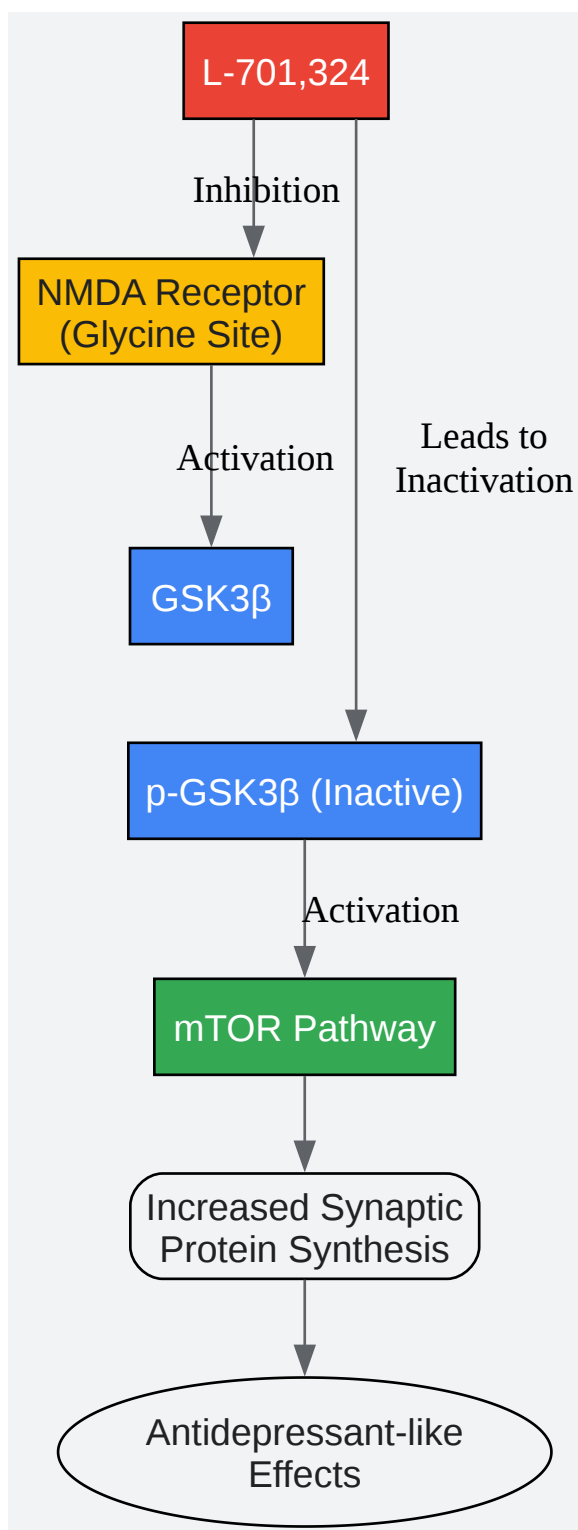 L-701,324
Inhibition
NMDA Receptor
(Glycine Site)
Leads to
Inactivation
Activation
GSK3β
p-GSK3β (Inactive)
Activation
mTOR Pathway
Increased Synaptic
Protein Synthesis
Antidepressant-like
Effects